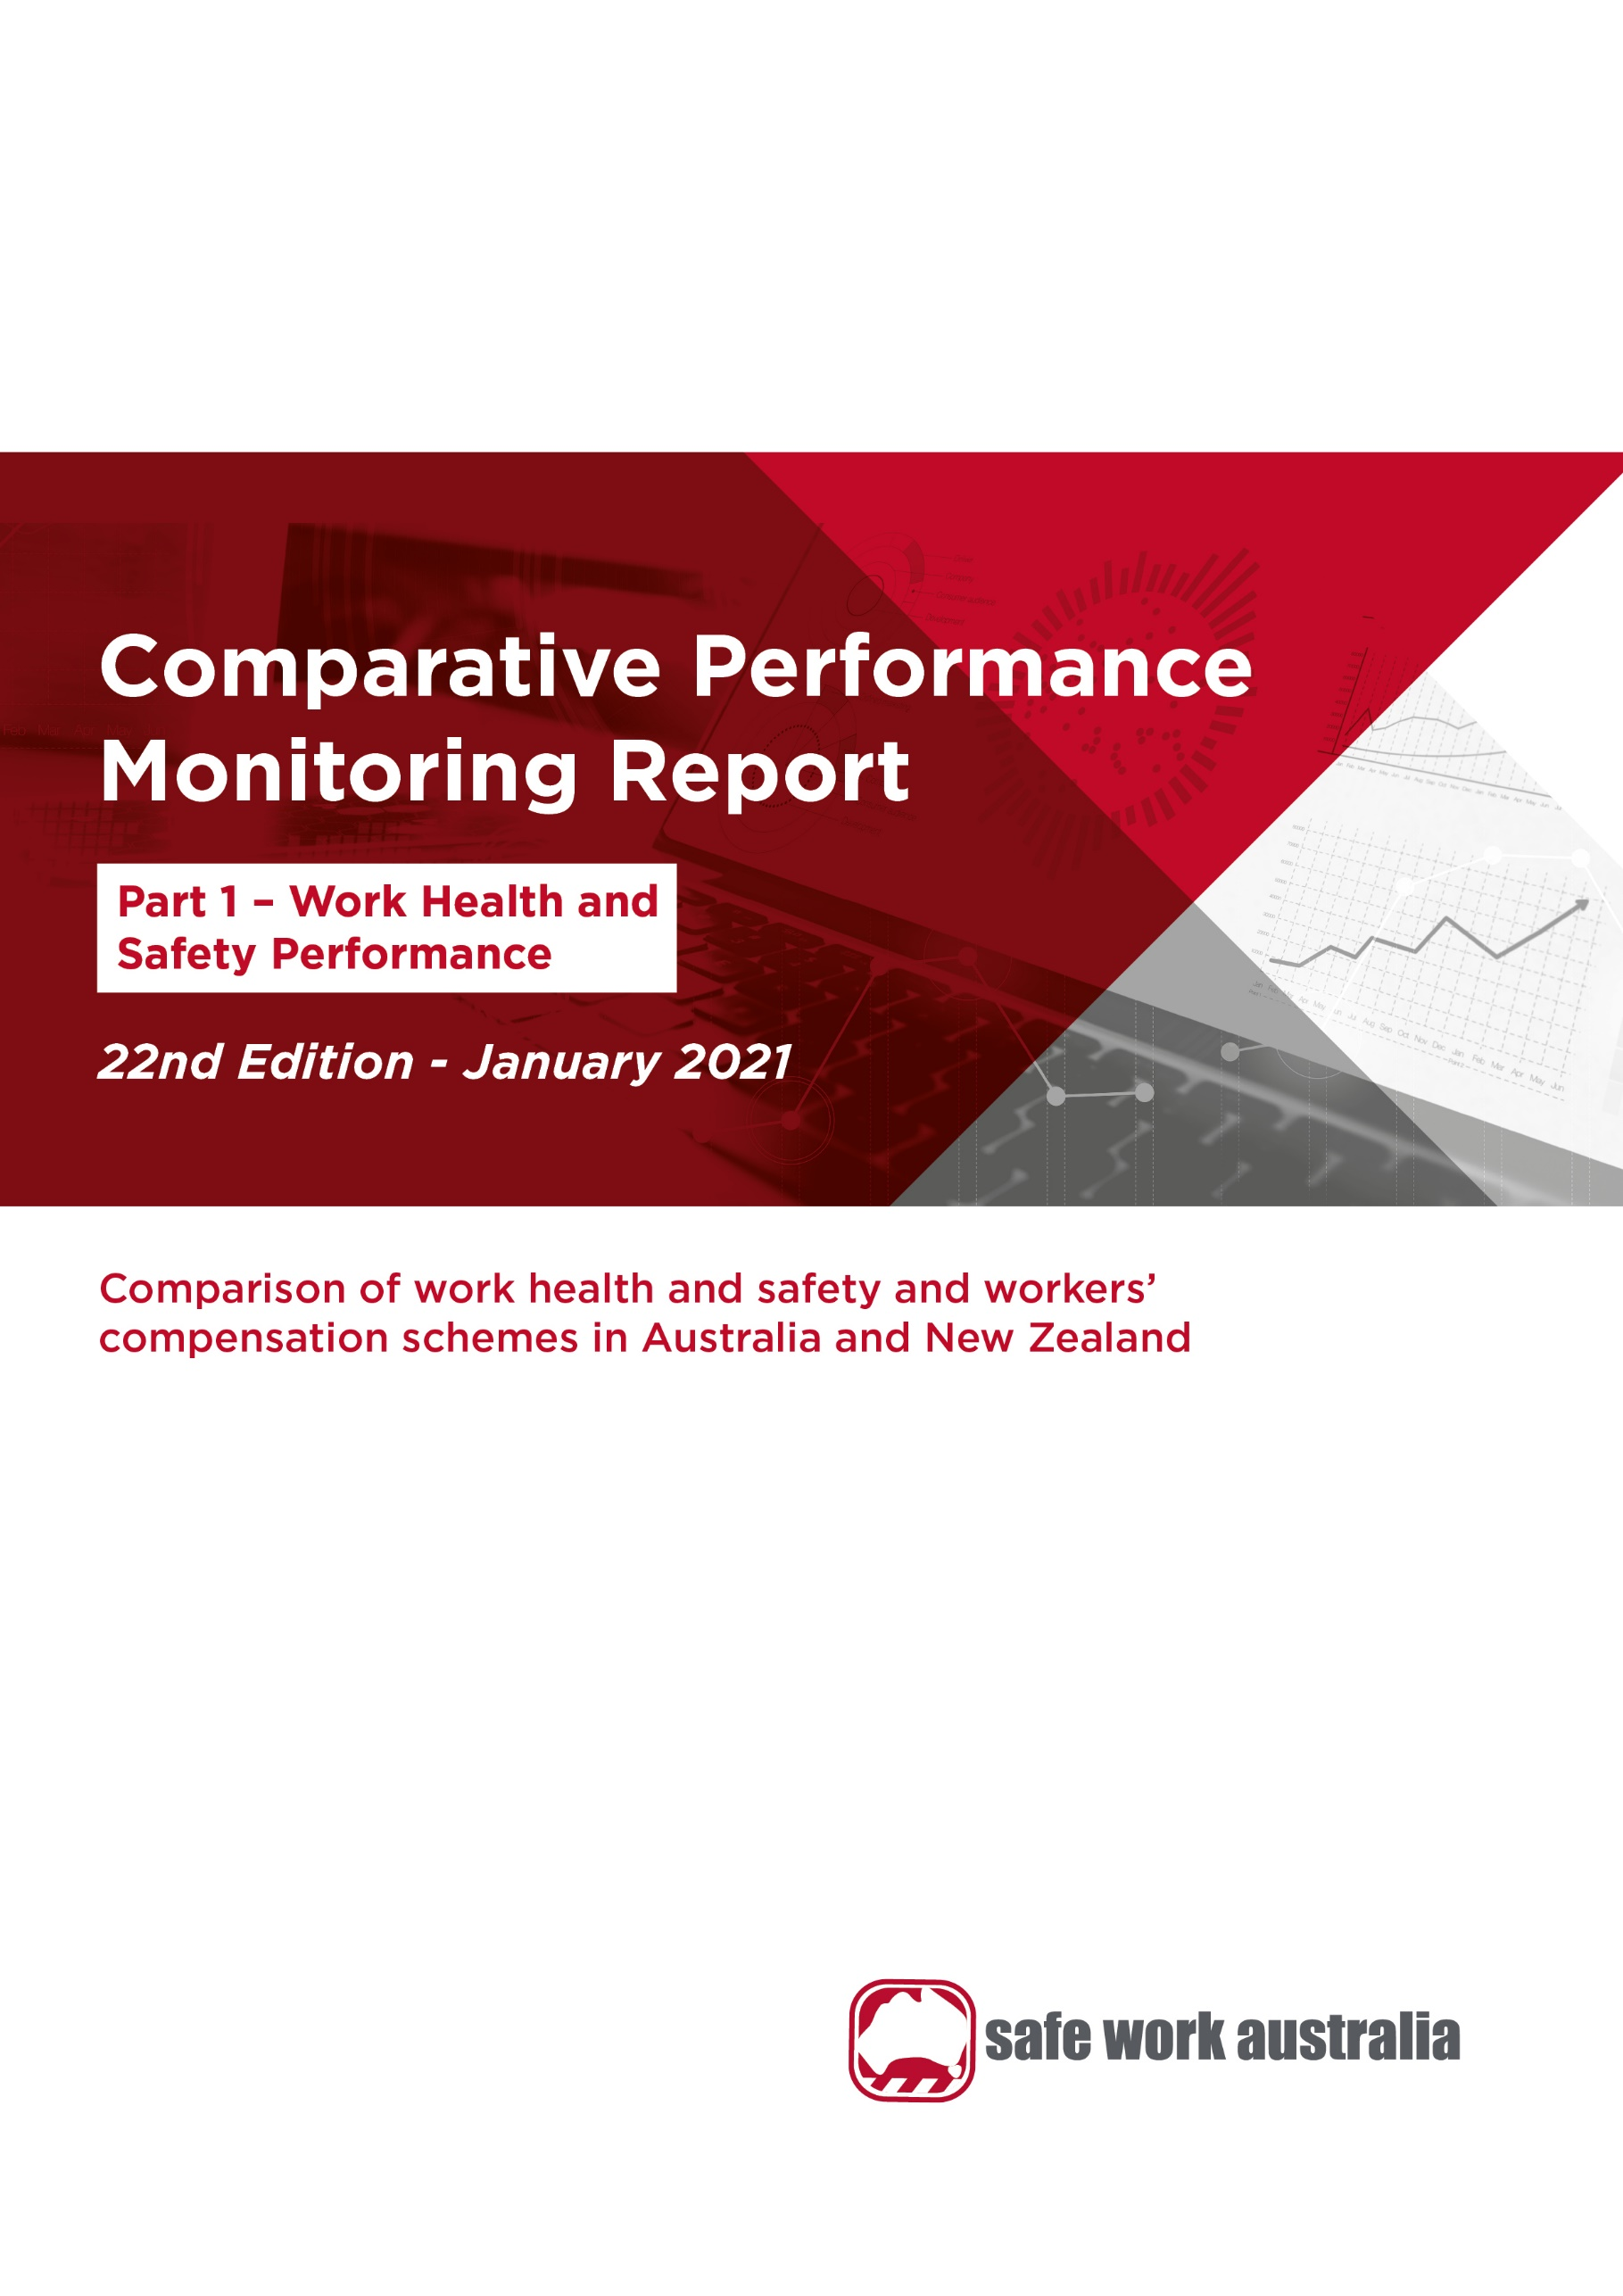 Comparative Performance
Monitoring Report
Part 1 – Work Health and
Safety Performance
22nd Edition - January 2021
Comparison of work health and safety and workers’
compensation schemes in Australia and New Zealand
safe work australia